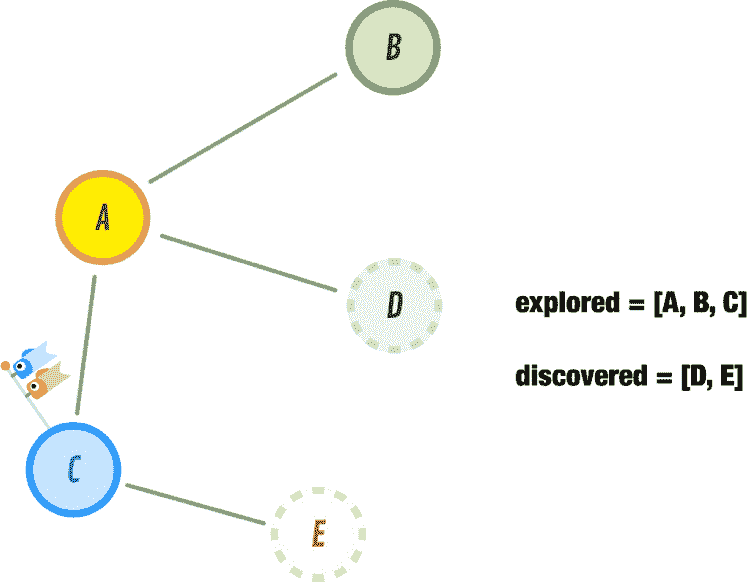 B
A
D
explored = [A, B, C]
discovered = [D, E]
C
E